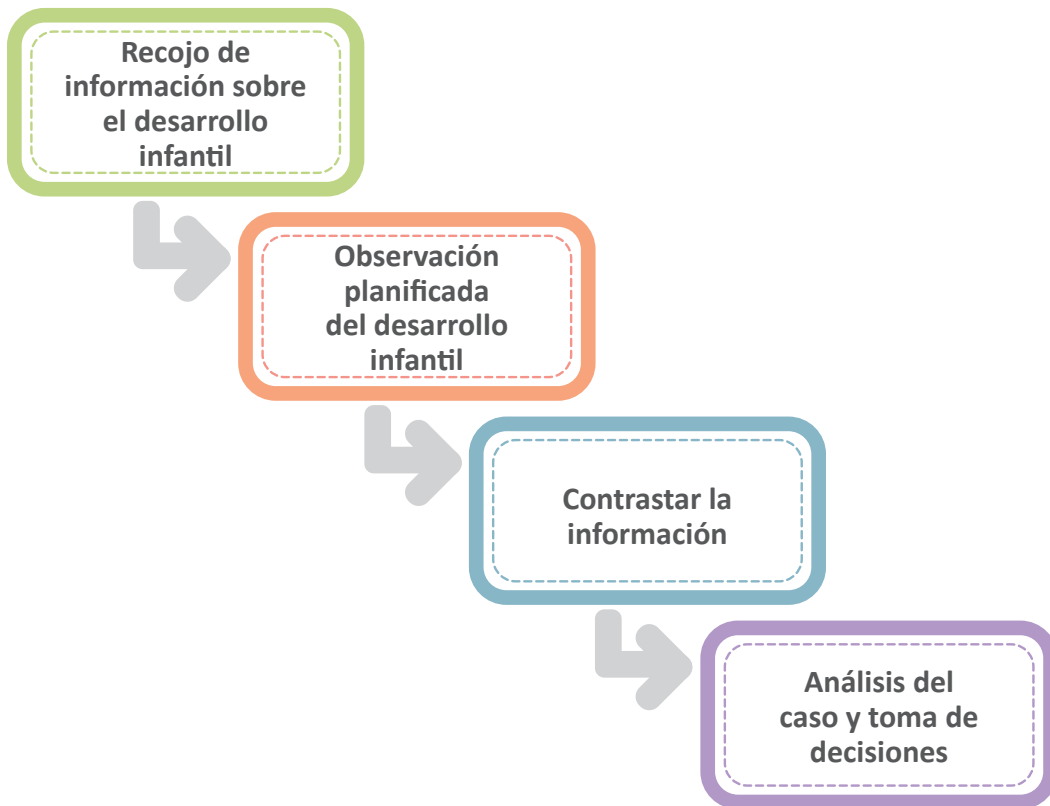 Recojo de
información sobre
el desarrollo
infantil
Observación
planificada
del desarrollo
infantil
Contrastar la
información
Análisis del
caso y toma de
decisiones